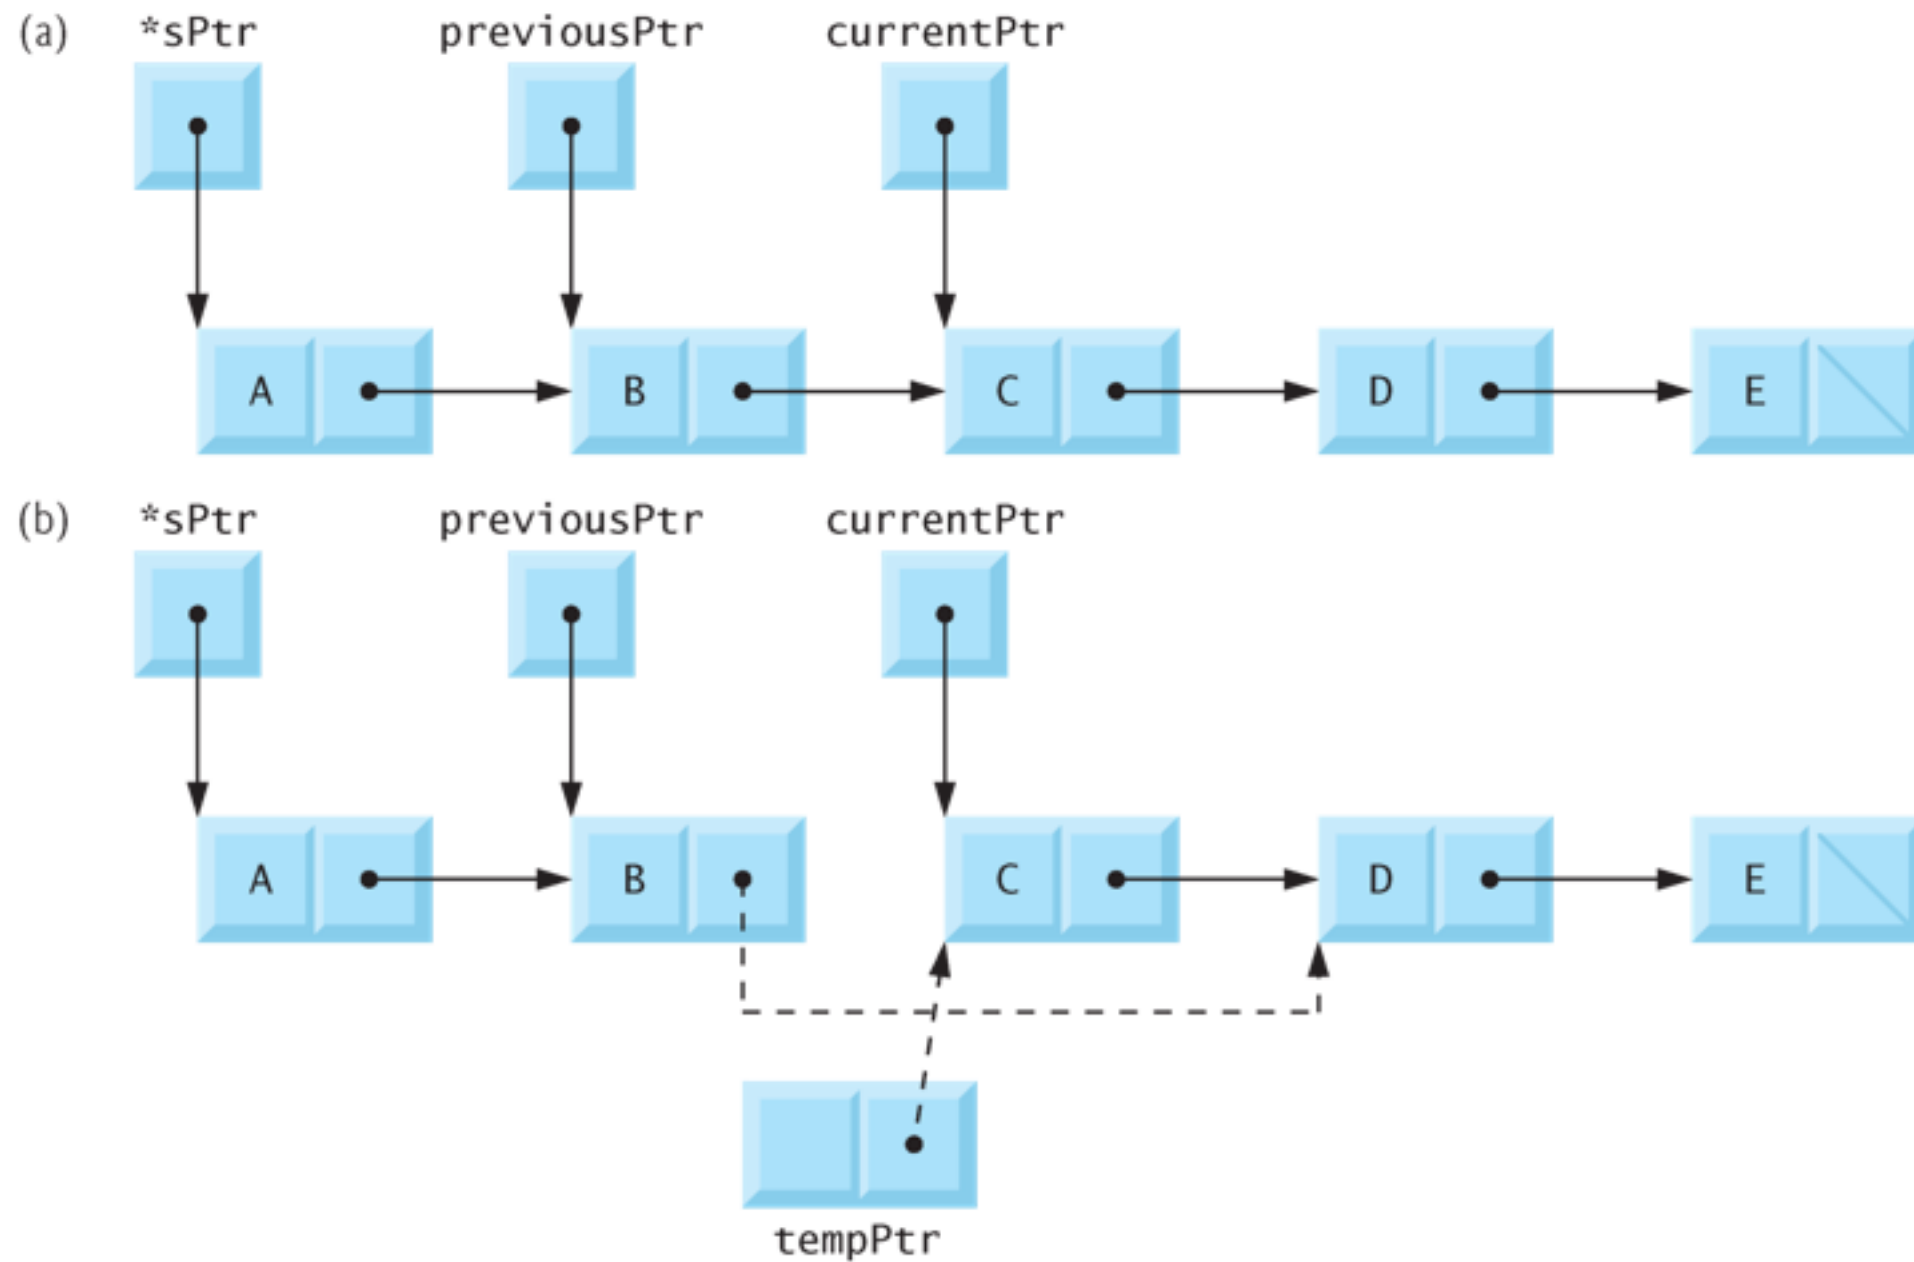 (a) *sPtr previousPtr currentPtr
A B C D E
(b) *sPtr previousPtr currentPtr
A B C D E
tempPtr